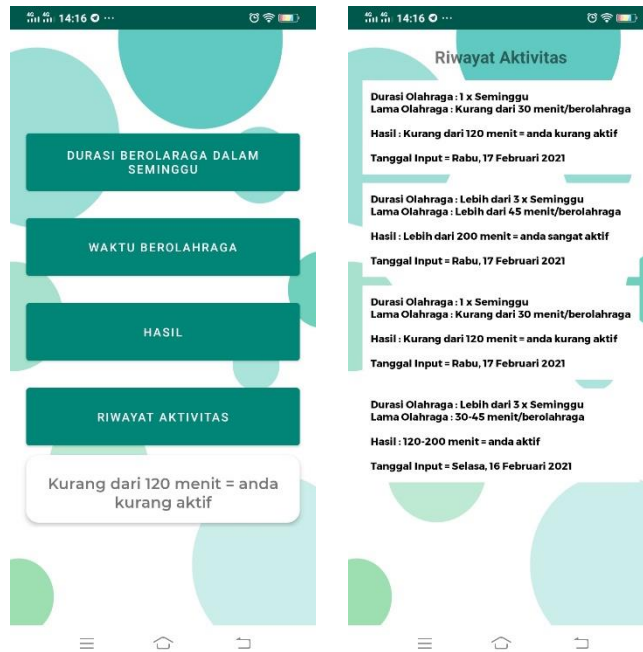 14:16
DURASI BEROLARAGA DALAM
SEMINGGU
WAKTU BEROLAHRAGA
HASIL
RIWAYAT AKTIVITAS
Kurang dari 120 menit = anda
kurang aktif
14:16
Riwayat Aktivitas
Durasi Olahraga : 1 x Seminggu
Lama Olahraga : Kurang dari 30 menit/berolahraga
Hasil : Kurang dari 120 menit = anda kurang aktif
Tanggal Input = Rabu, 17 Februari 2021
Durasi Olahraga : Lebih dari 3 x Seminggu
Lama Olahraga : Lebih dari 45 menit/berolahraga
Hasil : Lebih dari 200 menit = anda sangat aktif
Tanggal Input = Rabu, 17 Februari 2021
Durasi Olahraga : 1 x Seminggu
Lama Olahraga : Kurang dari 30 menit/berolahraga
Hasil : Kurang dari 120 menit = anda kurang aktif
Tanggal Input = Rabu, 17 Februari 2021
Durasi Olahraga : Lebih dari 3 x Seminggu
Lama Olahraga : 30-45 menit/berolahraga
Hasil : 120-200 menit = anda aktif
Tanggal Input = Selasa, 16 Februari 2021